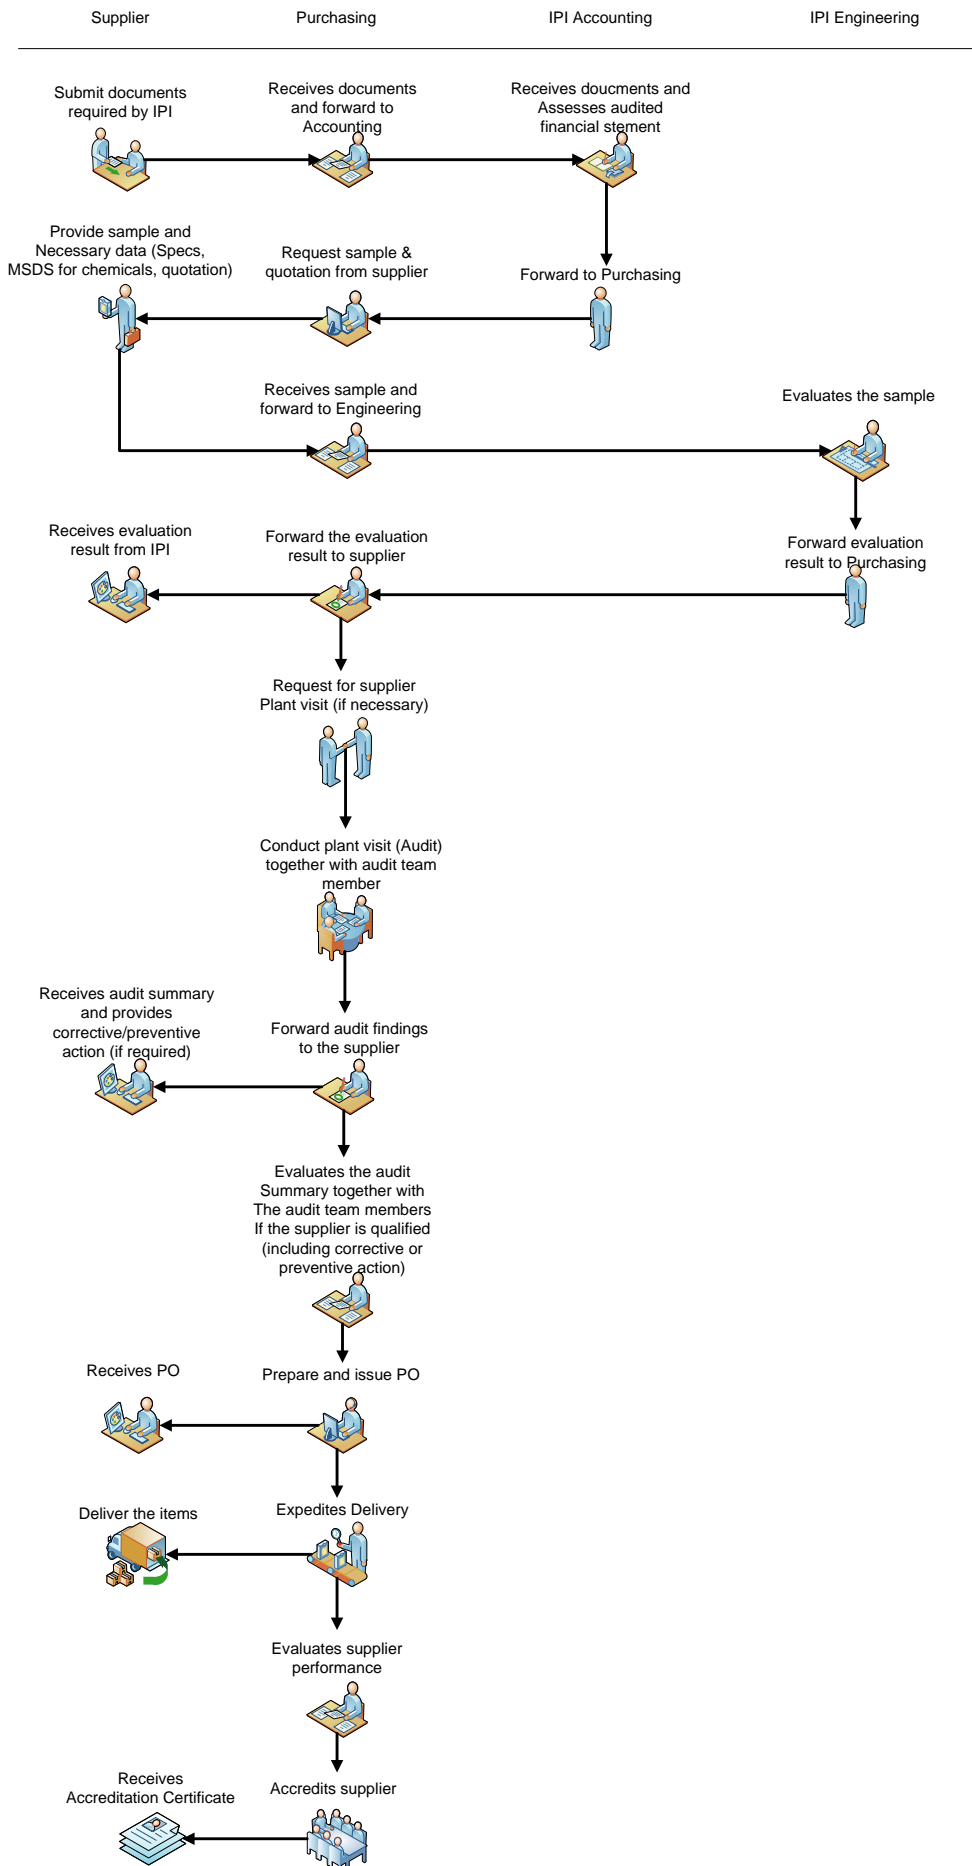 Supplier
Purchasing
IPI Accounting
IPI Engineering
Submit documents
required by IPI
Receives documents
and forward to
Accounting
Receives doucments and
Assesses audited
financial stement
Provide sample and
Necessary data (Specs,
MSDS for chemicals, quotation)
Request sample &
quotation from supplier
Forward to Purchasing
Receives sample and
forward to Engineering
Evaluates the sample
Receives evaluation
result from IPI
Forward the evaluation
result to supplier
Forward evaluation
result to Purchasing
Request for supplier
Plant visit (if necessary)
Conduct plant visit (Audit)
together with audit team
member
Receives audit summary
and provides
corrective/preventive
action (if required)
Forward audit findings
to the supplier
Evaluates the audit
Summary together with
The audit team members
If the supplier is qualified
(including corrective or
preventive action)
Receives PO
Prepare and issue PO
Deliver the items
Expedites Delivery
Evaluates supplier
performance
Receives
Accreditation Certificate
Accredits supplier